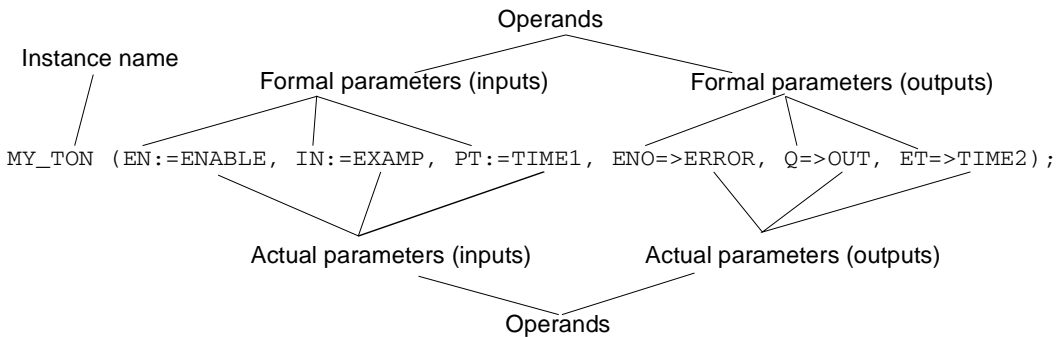 Operands
Instance name
Formal parameters (inputs)
Formal parameters (outputs)
MY_TON (EN:=ENABLE, IN:=EXAMP, PT:=TIME1, ENO=>ERROR, Q=>OUT, ET=>TIME2);
Actual parameters (inputs)
Actual parameters (outputs)
Operands